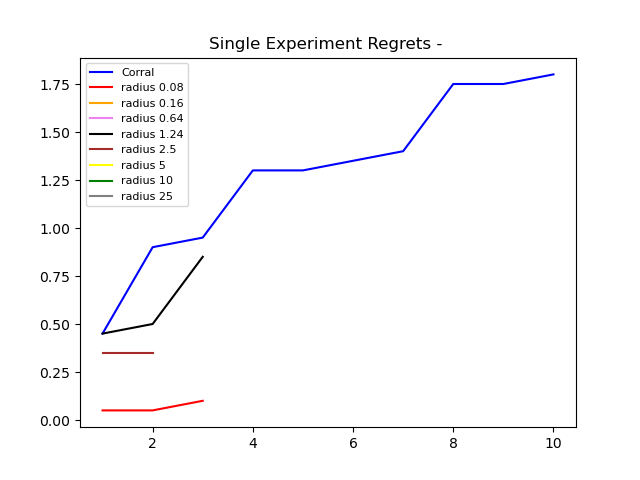 Single Experiment Regrets -
Corral
radius 0.08
radius 0.16
radius 0.64
radius 1.24
radius 2.5
radius 5
radius 10
radius 25
1.75
1.50
1.25
1.00
0.75
0.50
0.25
0.00
2 4 6 8 10